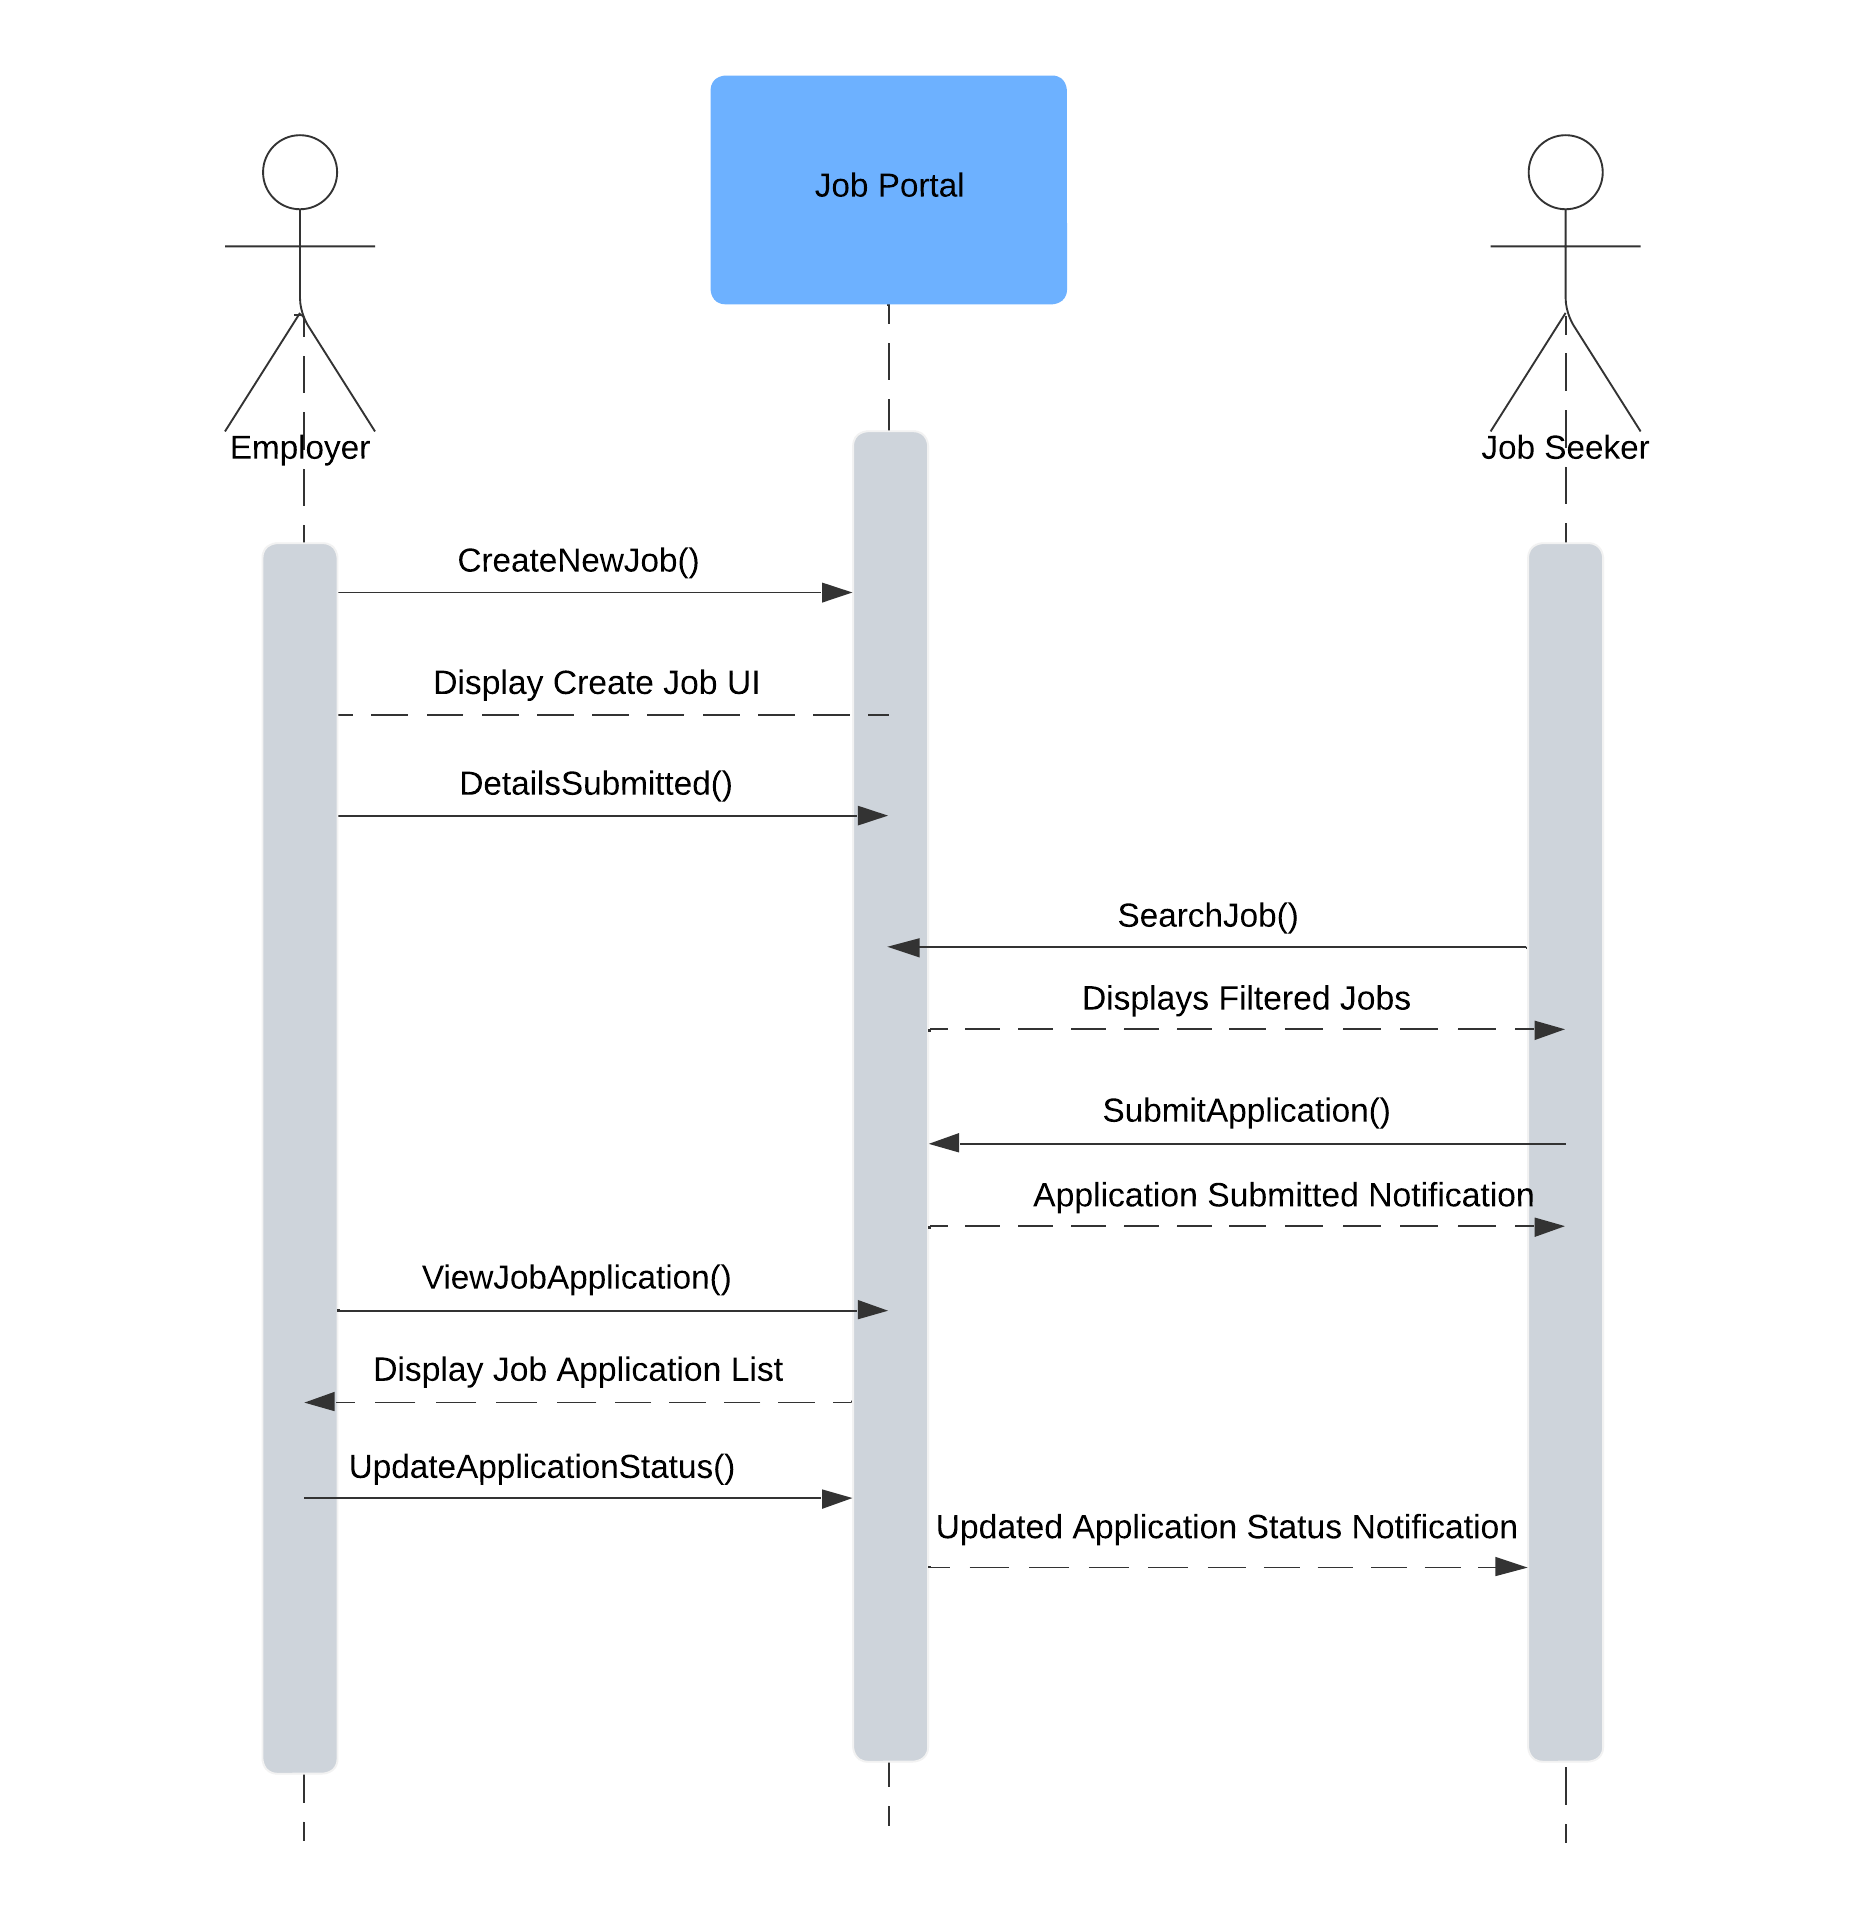 Job Portal
Employer
Job Seeker
CreateNewJob()
Display Create Job UI
DetailsSubmitted()
SearchJob()
Displays Filtered Jobs
SubmitApplication()
Application Submitted Notification
ViewJobApplication()
Display Job Application List
UpdateApplicationStatus()
Updated Application Status Notification